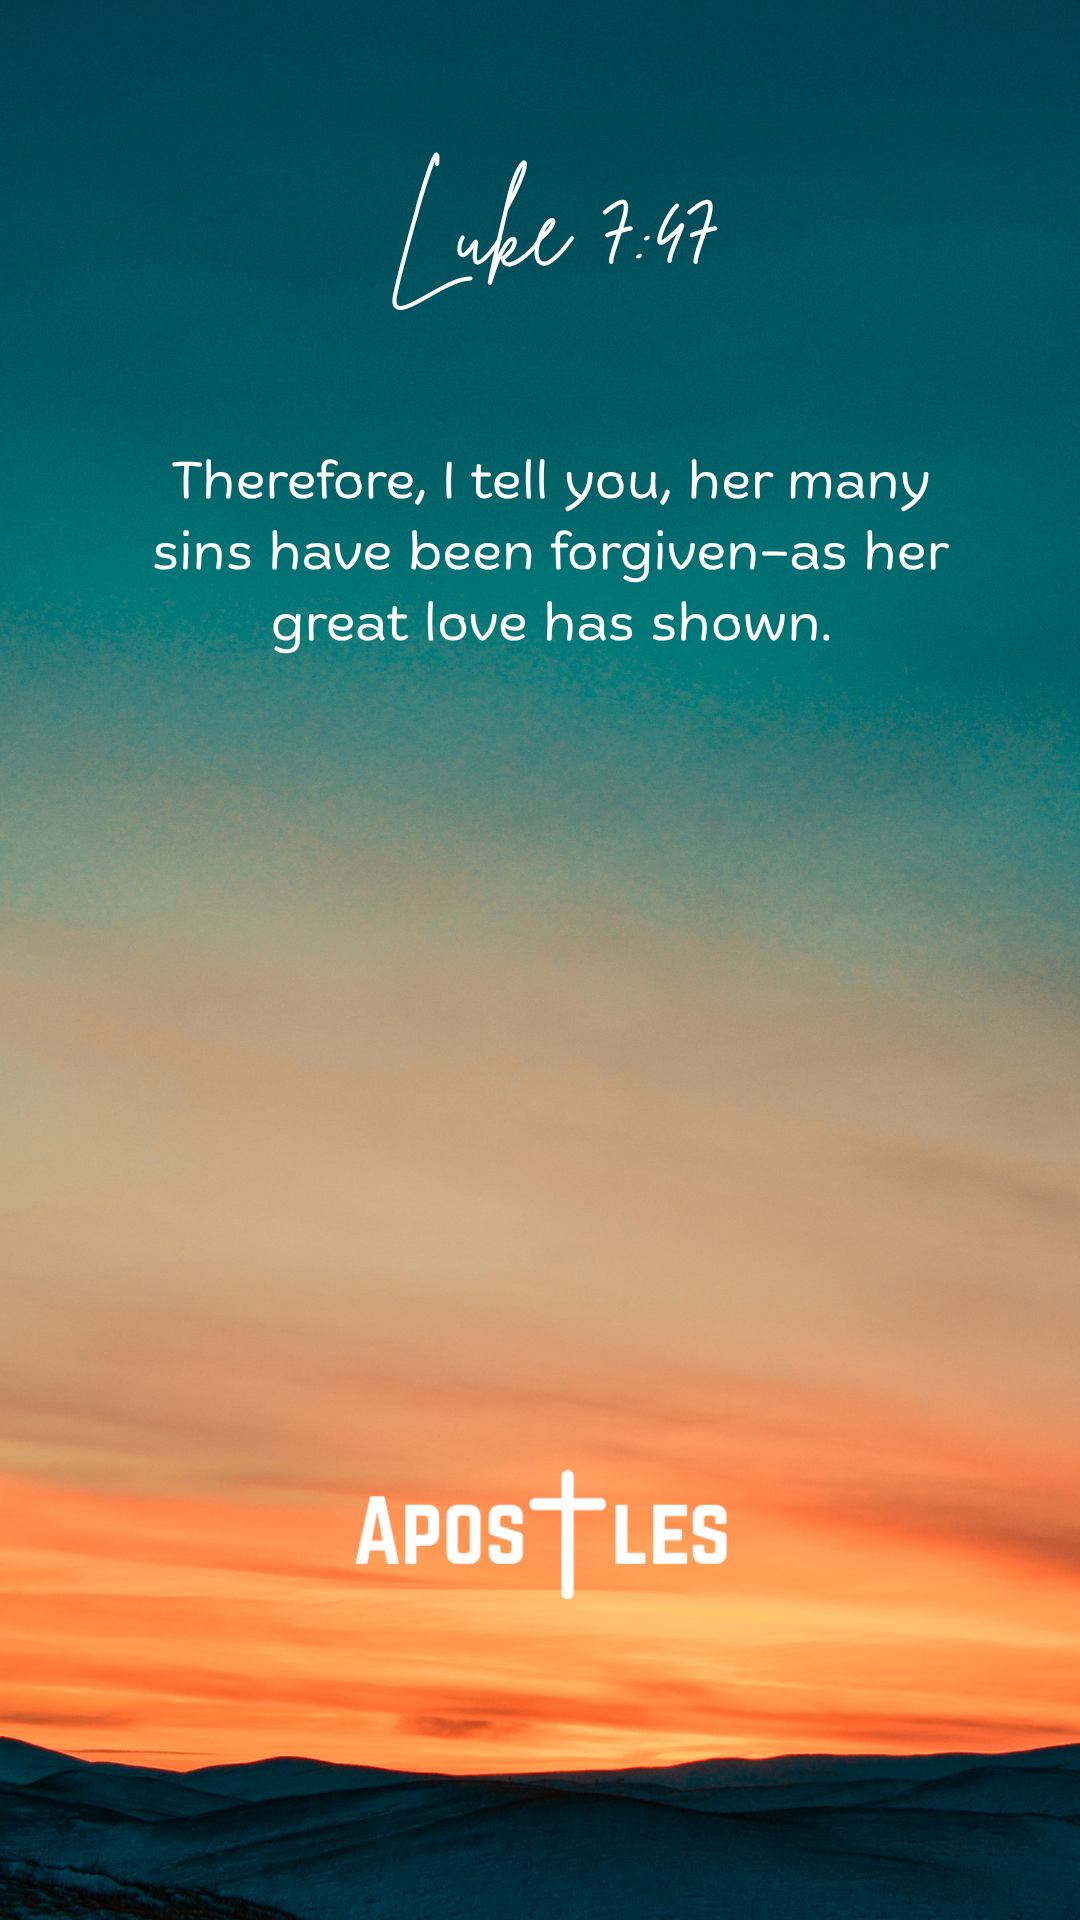 Luke 7:47
Therefore, I tell you, her many
sins have been forgiven–as her
great love has shown.
APOSTLES